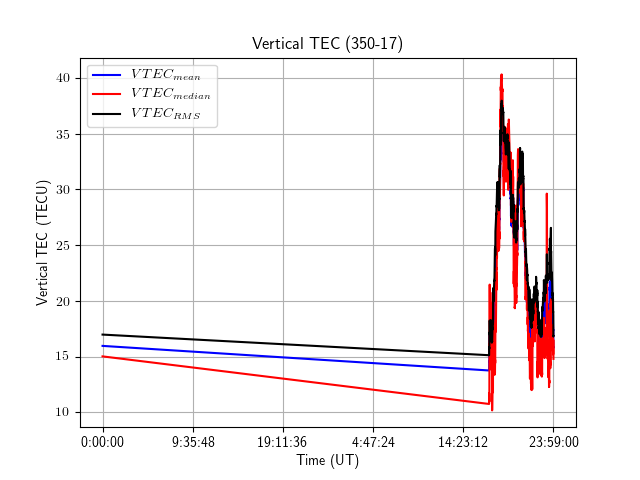 Vertical TEC (350-17)
VTEC_mean
VTEC_median
VTEC_RMS
Vertical TEC (TECU)
40
35
30
25
20
15
10
0:00:00 9:35:48 19:11:36 4:47:24 14:23:12 23:59:00
Time (UT)